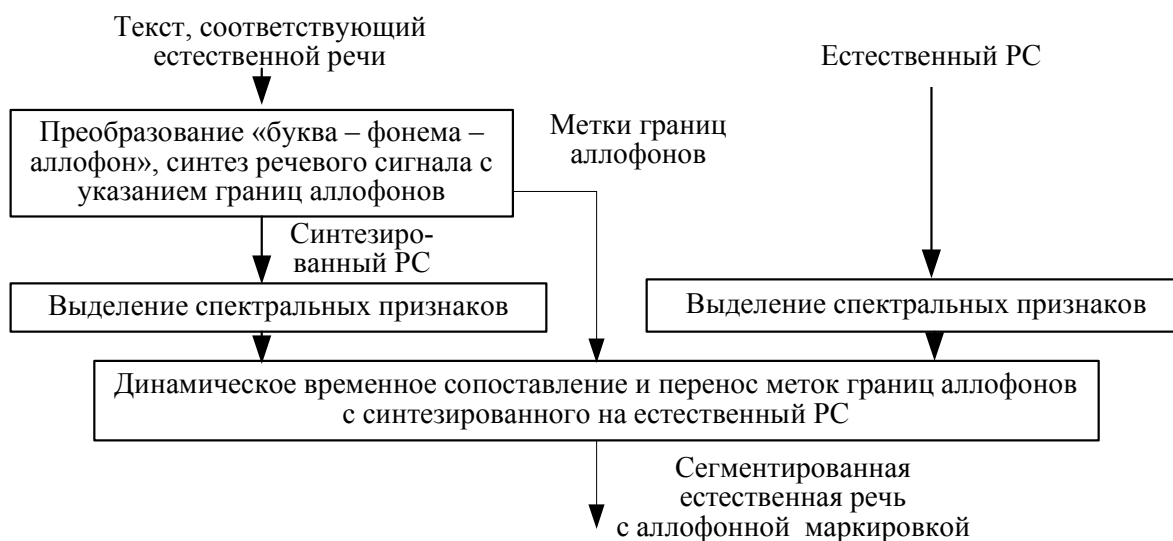 Текст, соответствующий
естественной речи
Естественный РС
Преобразование «буква – фонема –
аллофон», синтез речевого сигнала с
указанием границ аллофонов
Метки границ
аллофонов
Синтезиро-
ванный РС
Выделение спектральных признаков
Выделение спектральных признаков
Динамическое временное сопоставление и перенос меток границ аллофонов
с синтезированного на естественный РС
Сегментированная
естественная речь
с аллофонной маркировкой